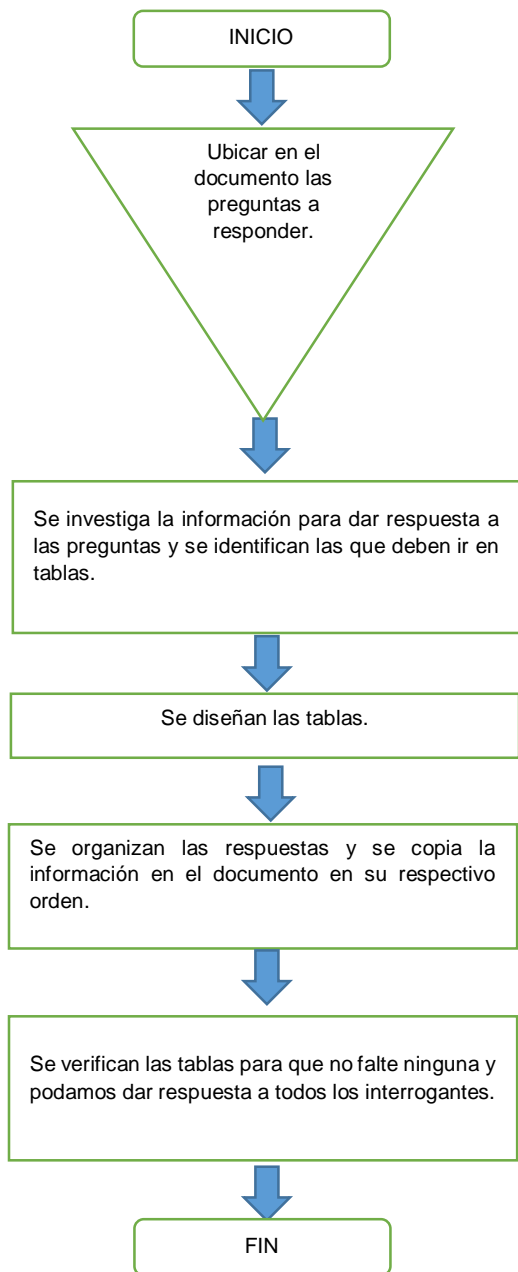 INICIO
Ubicar en el
documento las
preguntas a
responder.
Se investiga la información para dar respuesta a
las preguntas y se identifican las que deben ir en
tablas.
Se diseñan las tablas.
Se organizan las respuestas y se copia la
información en el documento en su respectivo
orden.
Se verifican las tablas para que no falte ninguna y
podamos dar respuesta a todos los interrogantes.
FIN